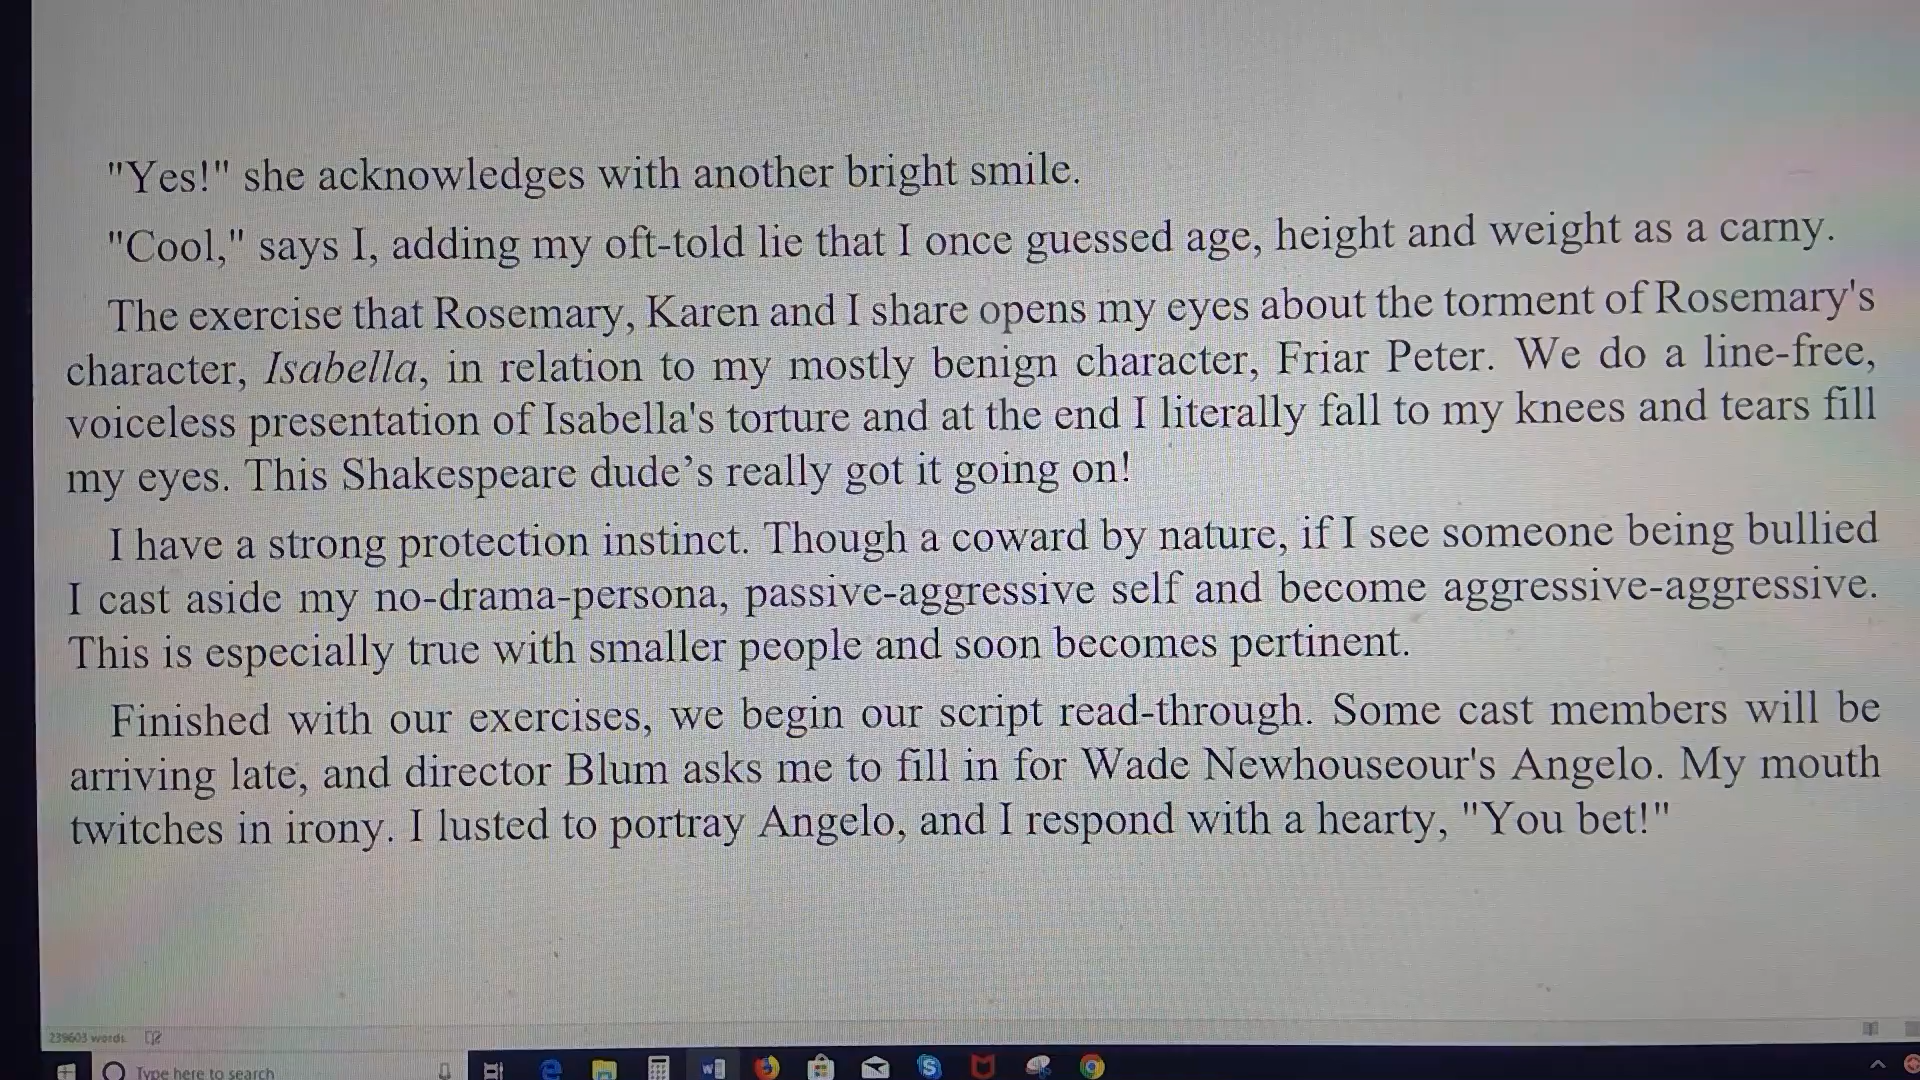 "Yes!" she acknowledges with another bright smile.
"Cool," says I, adding my oft-told lie that I once guessed age, height and weight as a carny.
The exercise that Rosemary, Karen and I share opens my eyes about the torment of Rosemary's
character, Isabella, in relation to my mostly benign character, Friar Peter. We do a line-free,
voiceless presentation of Isabella's torture and at the end I literally fall to my knees and tears fill
my eyes. This Shakespeare dude’s really got it going on!
I have a strong protection instinct. Though a coward by nature, if I see someone being bullied
I cast aside my no-drama-persona, passive-aggressive self and become aggressive-aggressive.
This is especially true with smaller people and soon becomes pertinent.
Finished with our exercises, we begin our script read-through. Some cast members will be
arriving late, and director Blum asks me to fill in for Wade Newhouseour's Angelo. My mouth
twitches in irony. I lusted to portray Angelo, and I respond with a hearty, "You bet!"
239603 words
Type here to search